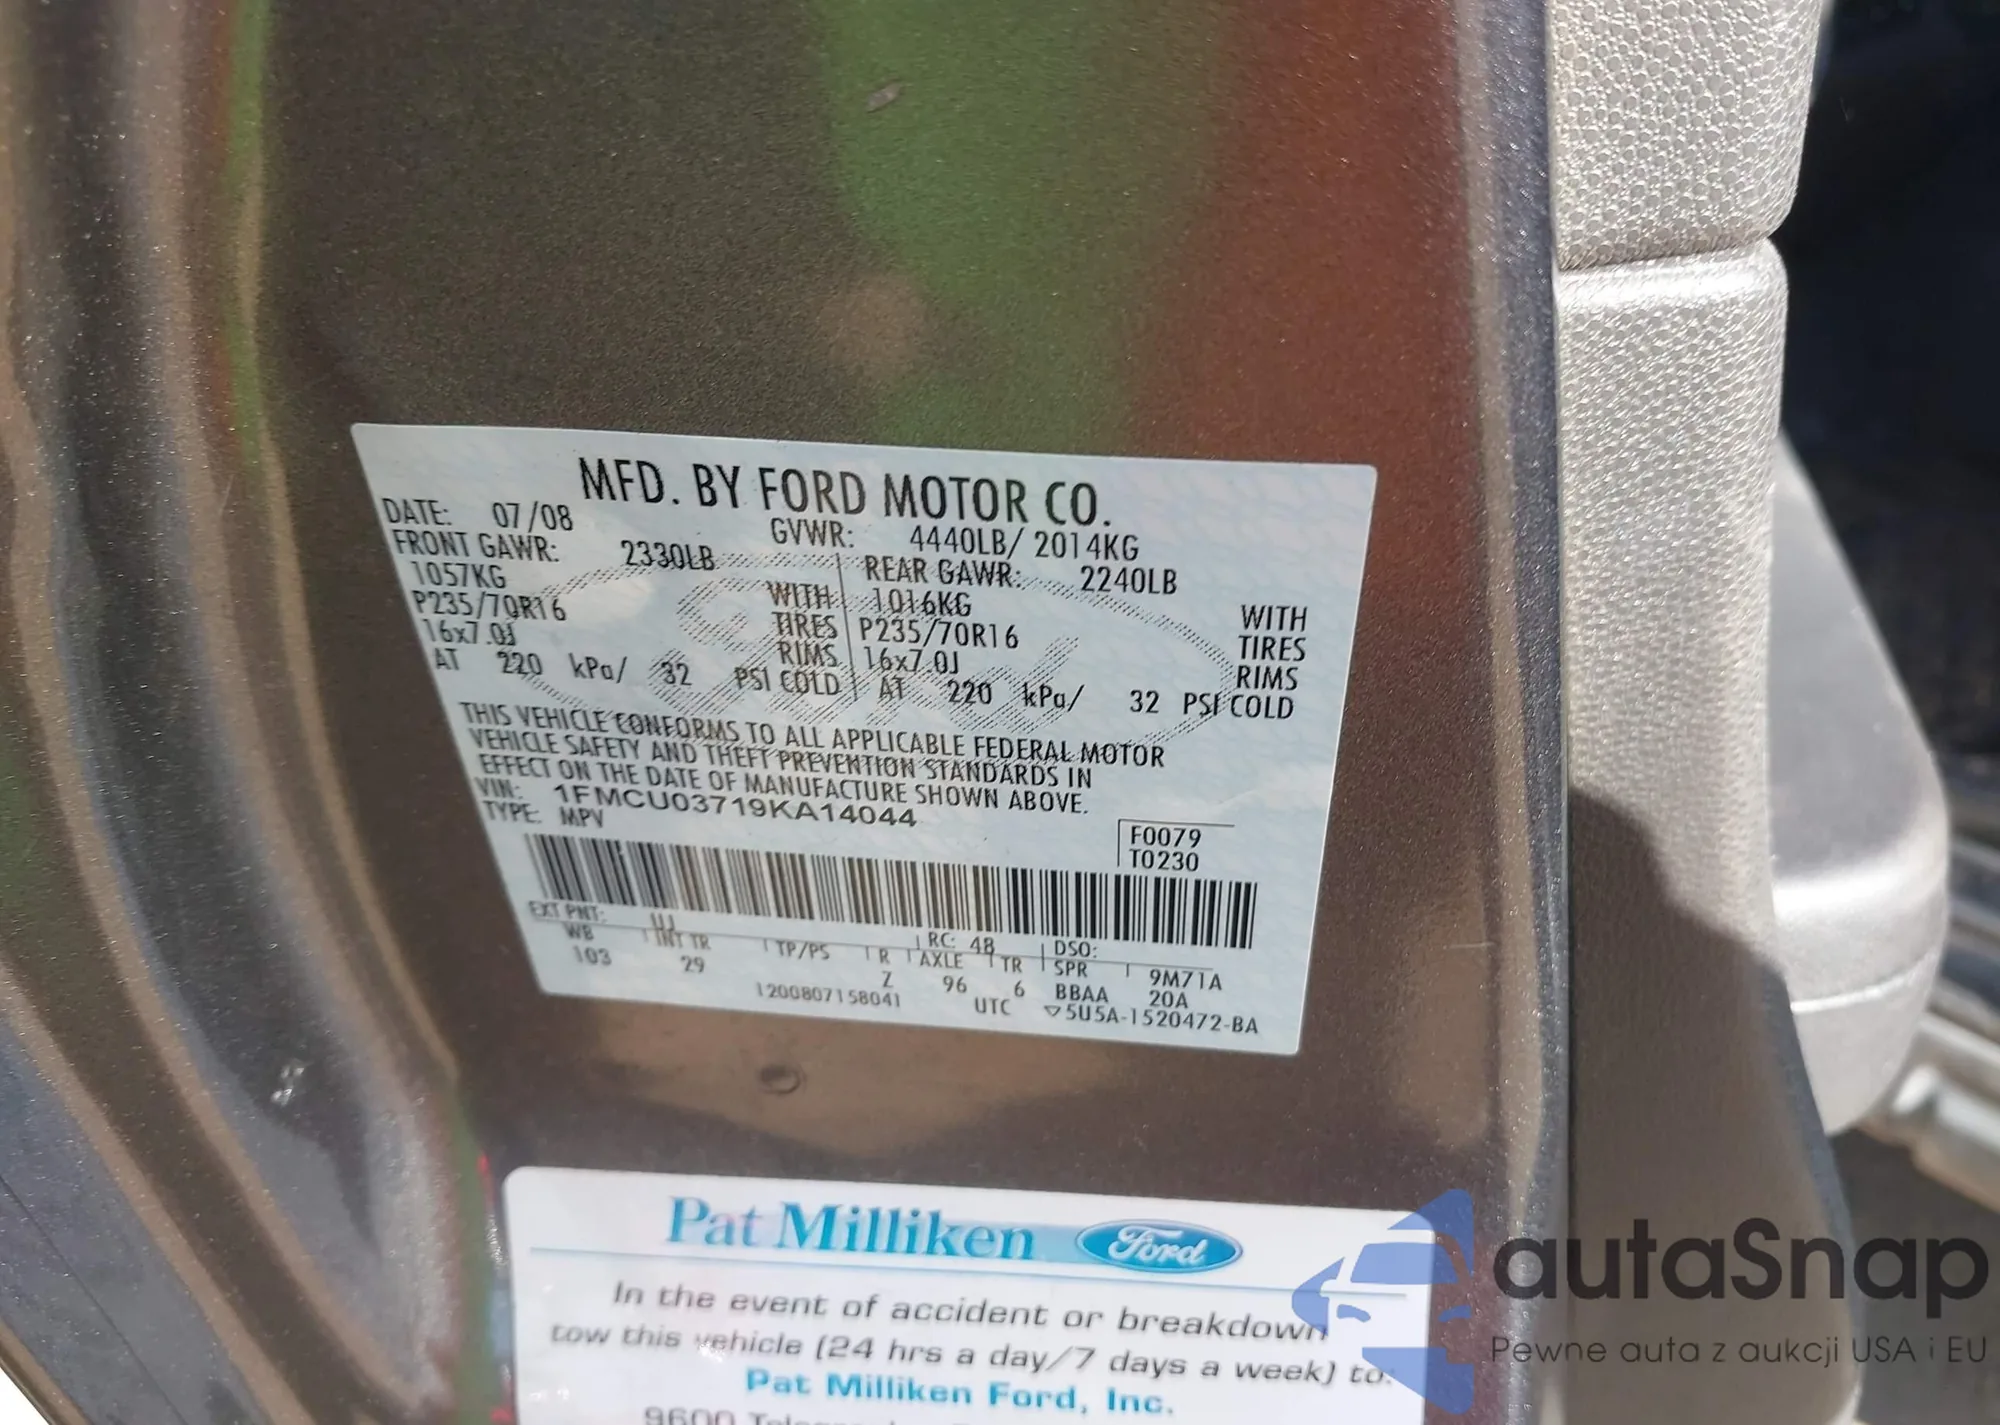 MFD. BY FORD MOTOR CO.
DATE: 07/08 GVWR: 4440LB/ 2014KG
FRONT GAWR: 2330LB REAR GAWR: 2240LB
1057KG WITH 1016KG WITH
P235/70R16 TIRES P235/70R16 TIRES
16x7.0J RIMS 16x7.0J RIMS
AT 220 kPa/ 32 PSI COLD AT 220 kPa/ 32 PSI COLD
THIS VEHICLE CONFORMS TO ALL APPLICABLE FEDERAL MOTOR
VEHICLE SAFETY AND THEFT PREVENTION STANDARDS IN
EFFECT ON THE DATE OF MANUFACTURE SHOWN ABOVE.
VIN: 1FMCU03719KA14044
TYPE: MPV
F0079
T0230
EXT PNT: UJ RC: 48 DSO:
WB INT TR TP/PS R AXLE TR SPR 9M71A
103 29 Z 96 6 BBAA 20A
1200807158041 UTC ▽5U5A-1520472-BA
Ford
Pat Milliken Ford
In the event of accident or breakdown
tow this vehicle (24 hrs a day/7 days a week) to:
Pat Milliken Ford, Inc.
9600
autaSnap
Pewne auta z aukcji USA i EU